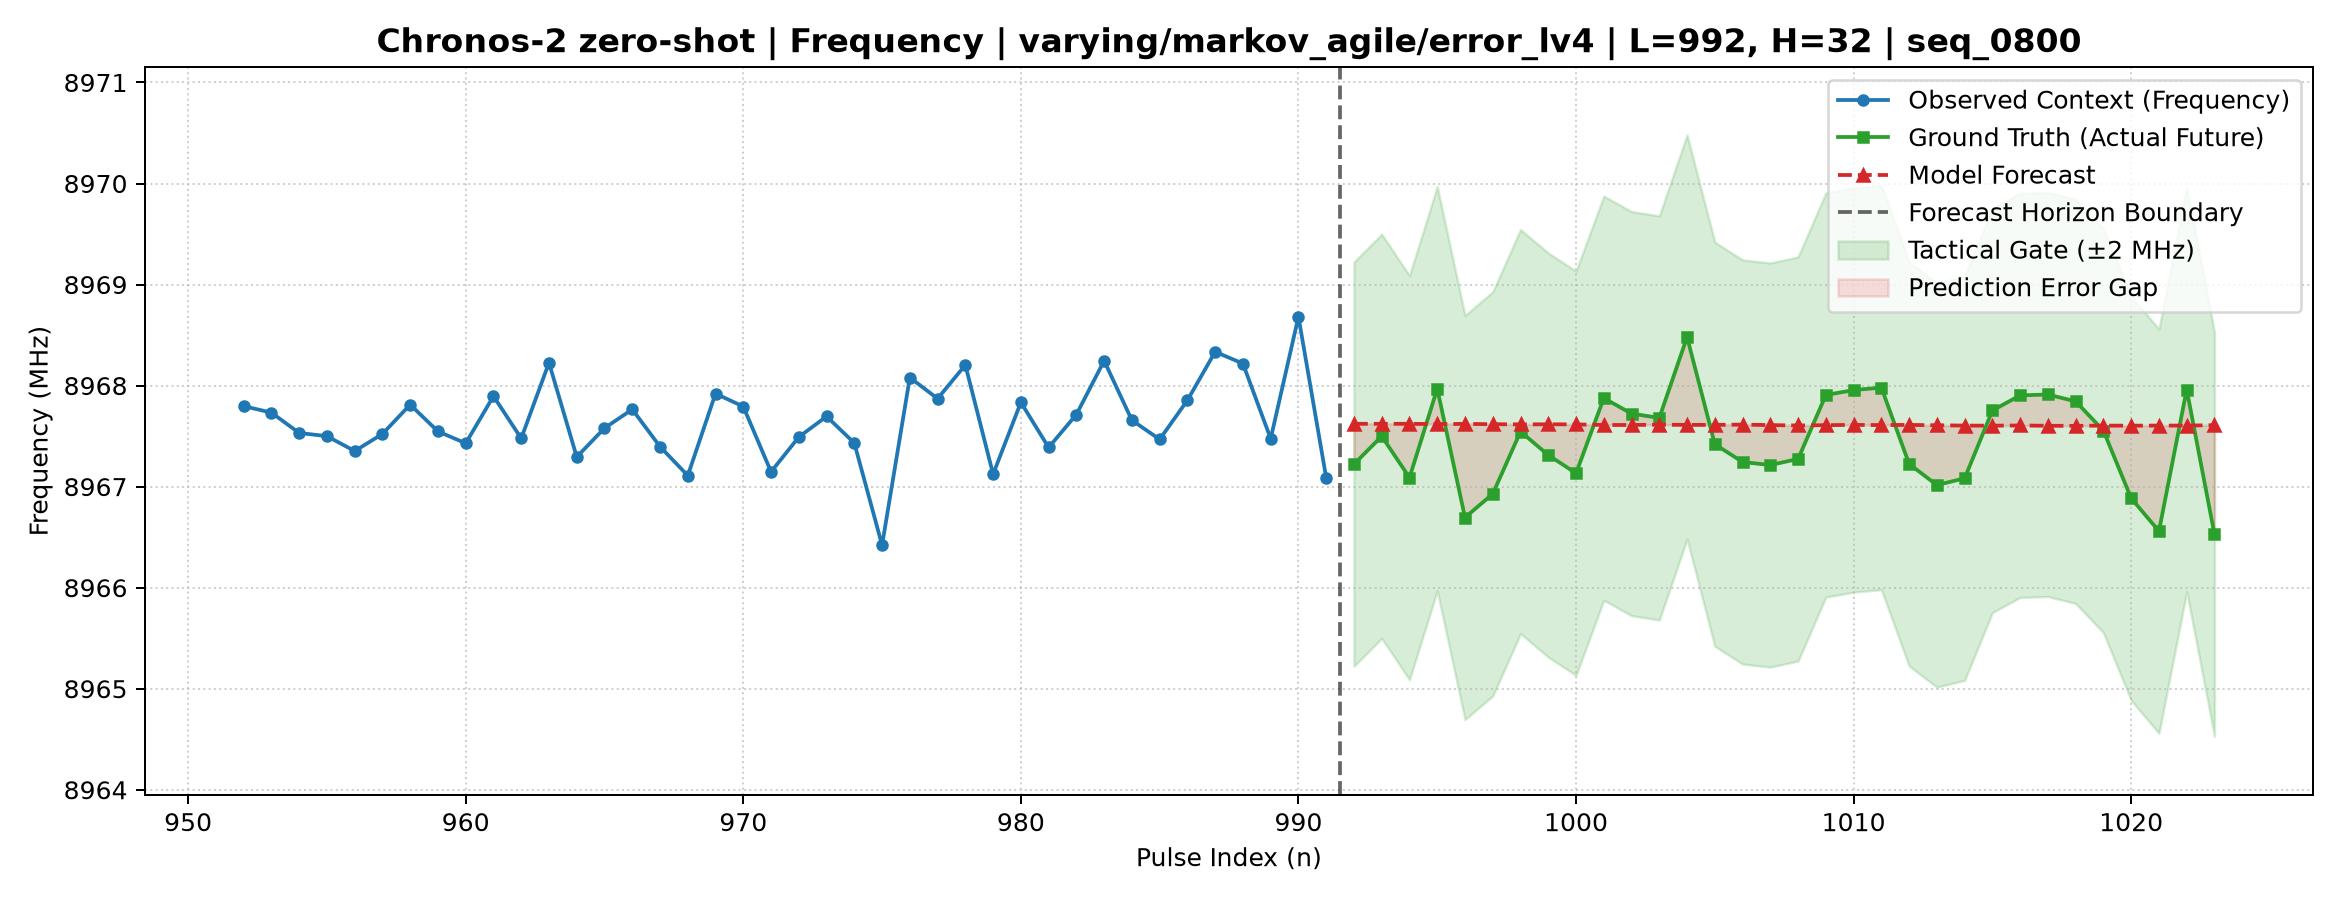 Chronos-2 zero-shot | Frequency | varying/markov_agile/error_lv4 | L=992, H=32 | seq_0800
Observed Context (Frequency)
Ground Truth (Actual Future)
Model Forecast
Forecast Horizon Boundary
Tactical Gate (±2 MHz)
Prediction Error Gap
Frequency (MHz)
8971
8970
8969
8968
8967
8966
8965
8964
950 960 970 980 990 1000 1010 1020
Pulse Index (n)